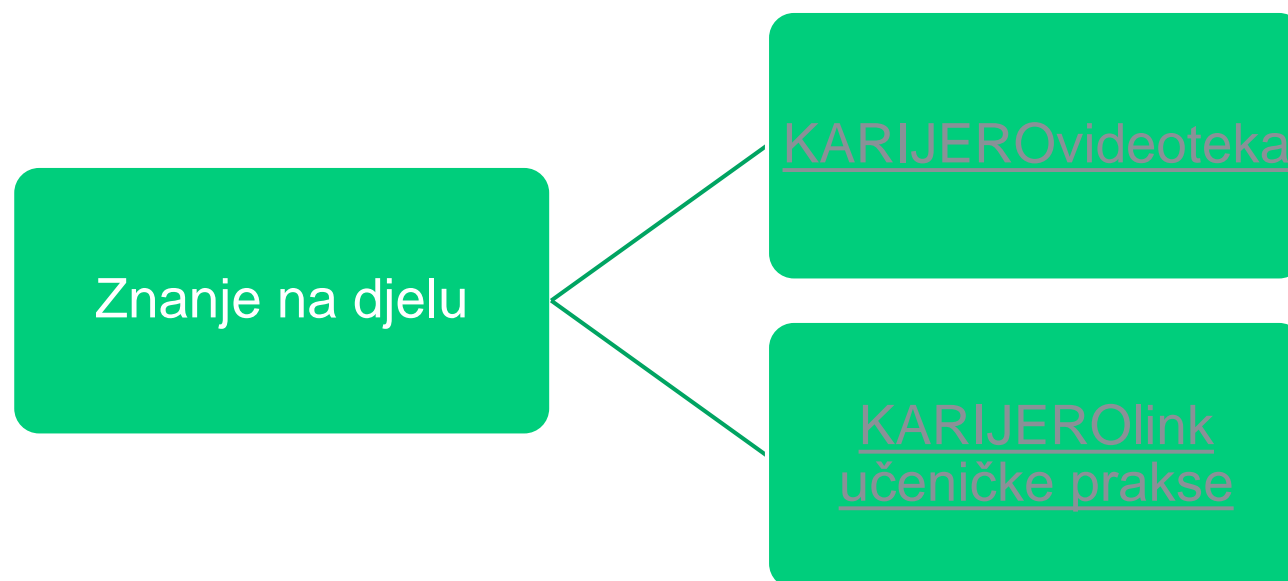 Znanje na djelu
KARIJEROvideoteka
KARIJEROlink
učeničke prakse